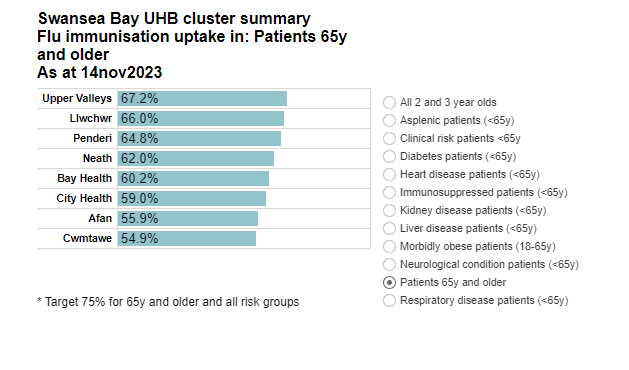 Swansea Bay UHB cluster summary
Flu immunisation uptake in: Patients 65y
and older
As at 14nov2023
Upper Valleys 67.2%
Llwchwr 66.0%
Penderi 64.8%
Neath 62.0%
Bay Health 60.2%
City Health 59.0%
Afan 55.9%
Cwmtawe 54.9%
* Target 75% for 65y and older and all risk groups
All 2 and 3 year olds
Asplenic patients (<65y)
Clinical risk patients <65y
Diabetes patients (<65y)
Heart disease patients (<65y)
Immunosuppressed patients (<65y)
Kidney disease patients (<65y)
Liver disease patients (<65y)
Morbidly obese patients (18-65y)
Neurological condition patients (<65y)
Patients 65y and older
Respiratory disease patients (<65y)